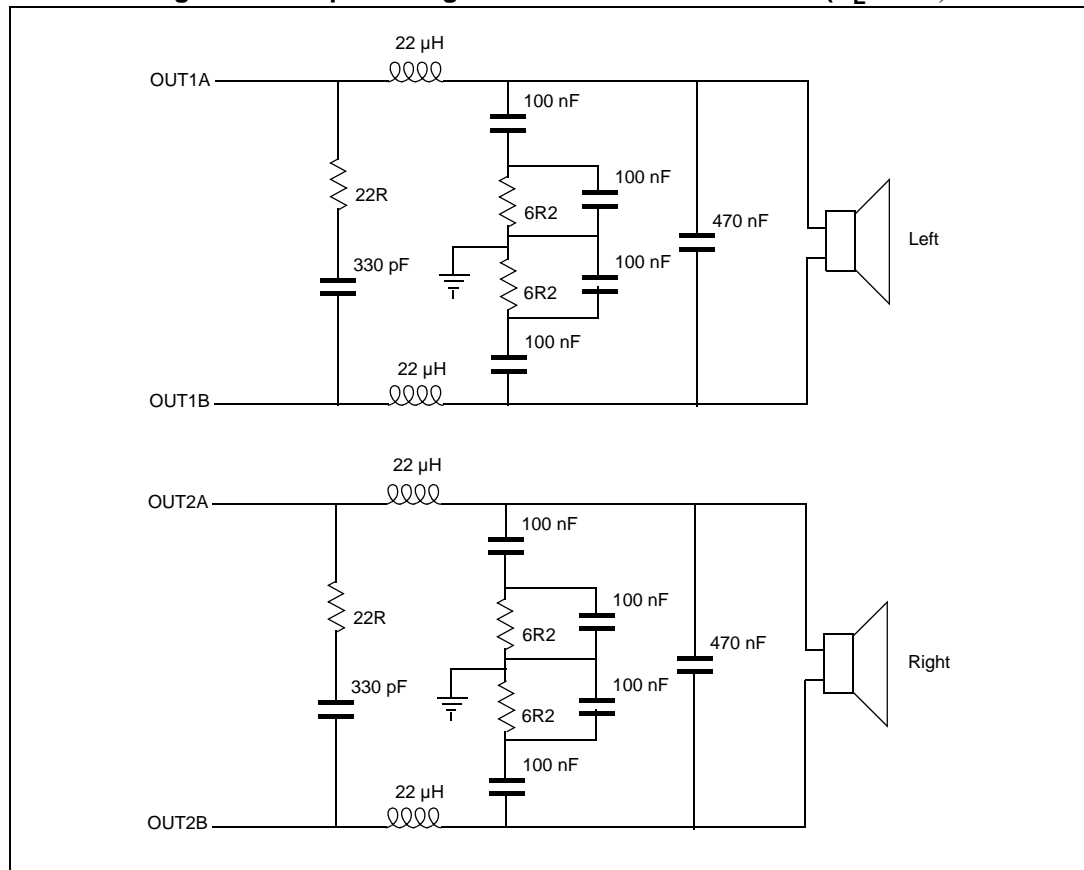 22 µH
OUT1A
100 nF
100 nF
22R
6R2
470 nF
Left
330 pF
100 nF
6R2
100 nF
22 µH
OUT1B
22 µH
OUT2A
100 nF
100 nF
22R
6R2
470 nF
Right
330 pF
100 nF
6R2
100 nF
22 µH
OUT2B